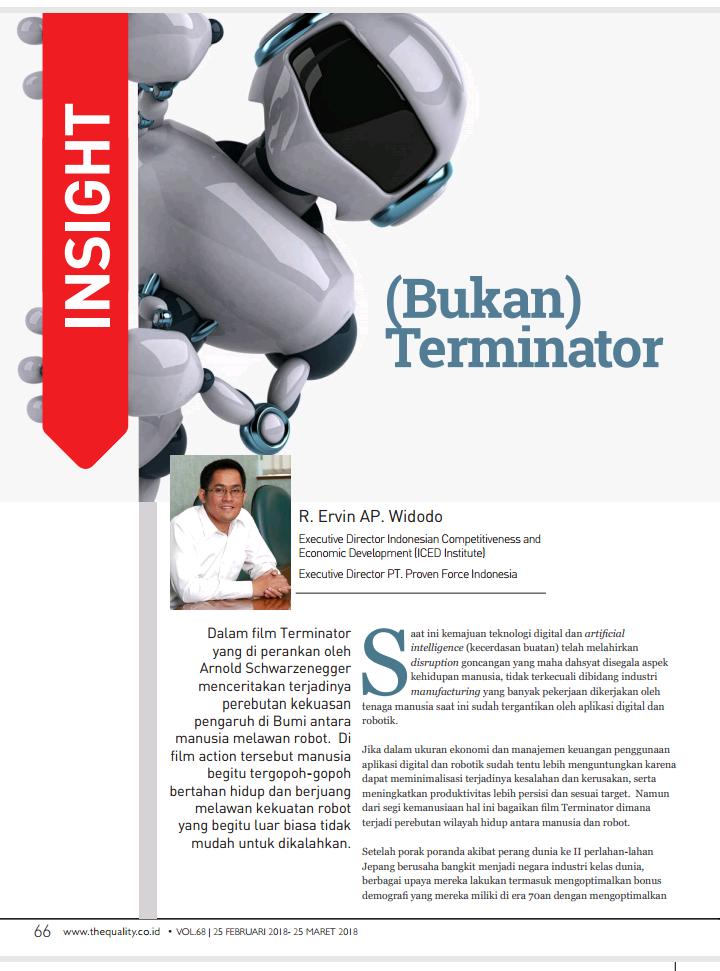 INSIGHT
(Bukan)
Terminator
R. Ervin AP. Widodo
Executive Director Indonesian Competitiveness and
Economic Development (ICED Institute)
Executive Director PT. Proven Force Indonesia
Dalam film Terminator
yang di perankan oleh
Arnold Schwarzenegger
menceritakan terjadinya
perebutan kekuasan
pengaruh di Bumi antara
manusia melawan robot. Di
film action tersebut manusia
begitu tergopoh-gopoh
bertahan hidup dan berjuang
melawan kekuatan robot
yang begitu luar biasa tidak
mudah untuk dikalahkan.
Saat ini kemajuan teknologi digital dan artificial
intelligence (kecerdasan buatan) telah melahirkan
disruption goncangan yang maha dahsyat disegala aspek
kehidupan manusia, tidak terkecuali dibidang industri
manufacturing yang banyak pekerjaan dikerjakan oleh
tenaga manusia saat ini sudah tergantikan oleh aplikasi digital dan
robotik.
Jika dalam ukuran ekonomi dan manajemen keuangan penggunaan
aplikasi digital dan robotik sudah tentu lebih menguntungkan karena
dapat meminimalisasi terjadinya kesalahan dan kerusakan, serta
meningkatkan produktivitas lebih persisi dan sesuai target. Namun
dari segi kemanusiaan hal ini bagaikan film Terminator dimana
terjadi perebutan wilayah hidup antara manusia dan robot.
Setelah porak poranda akibat perang dunia ke II perlahan-lahan
Jepang berusaha bangkit menjadi negara industri kelas dunia,
berbagai upaya mereka lakukan termasuk mengoptimalkan bonus
demografi yang mereka miliki di era 70an dengan mengoptimalkan
66 www.thequality.co.id • VOL.68 | 25 FEBRUARI 2018- 25 MARET 2018